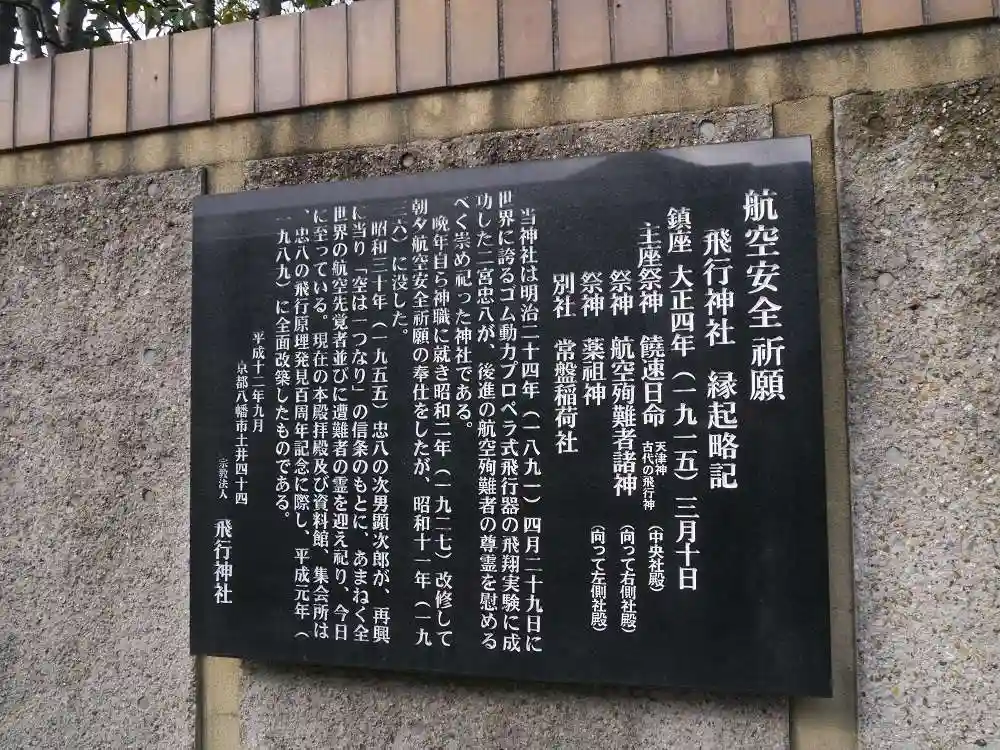 航空安全祈願
飛行神社 縁起略記
鎮座 大正四年(一九一五)三月十日
主座祭神 饒速日命 天津神 古代の飛行神 (中央社殿)
祭神 航空殉難者諸神 (向って右側社殿)
祭神 薬祖神 (向って左側社殿)
別社 常盤稲荷社
当神社は明治二十四年(一八九一)四月二十九日に
世界に誇るゴム動力プロペラ式飛行器の飛翔実験に成
功した二宮忠八が、後進の航空殉難者の尊霊を慰める
べく崇め祀った神社である。
晩年自ら神職に就き昭和二年(一九二七)改修して
朝夕航空安全祈願の奉仕をしたが、昭和十一年(一九
三六)に没した。
昭和三十年(一九五五)忠八の次男顕次郎が、再興
に当り「空は一つなり」の信条のもとに、あまねく全
世界の航空先覚者並びに遭難者の霊を迎え祀り、今日
に至っている。現在の本殿拝殿及び資料館、集会所は
、忠八の飛行原理発見百周年記念に際し、平成元年(
一九八九)に全面改築したものである。
平成十二年九月
京都八幡市土井四十四
宗教法人 飛行神社